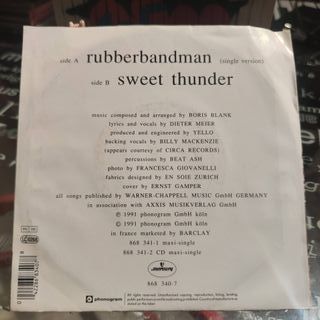 side A rubberbandman (single version)
side B sweet thunder
music composed and arranged by BORIS BLANK
lyrics and vocals by DIETER MEIER
produced and engineered by YELLO
backing vocals by BILLY MACKENZIE
(appears courtesy of CIRCA RECORDS)
percussions by BEAT ASH
photo by FRANCESCA GIOVANELLI
fabrics designed by EN SOIE ZURICH
cover by ERNST GAMPER
all songs published by WARNER-CHAPPELL MUSIC GmbH GERMANY
in association with AXXIS MUSIKVERLAG GmbH
℗ 1991 phonogram GmbH köln
© 1991 phonogram GmbH köln
in france marketed by BARCLAY
868 341-1 maxi-single
868 341-2 CD maxi-single
mercury
868 340-7
phonogram